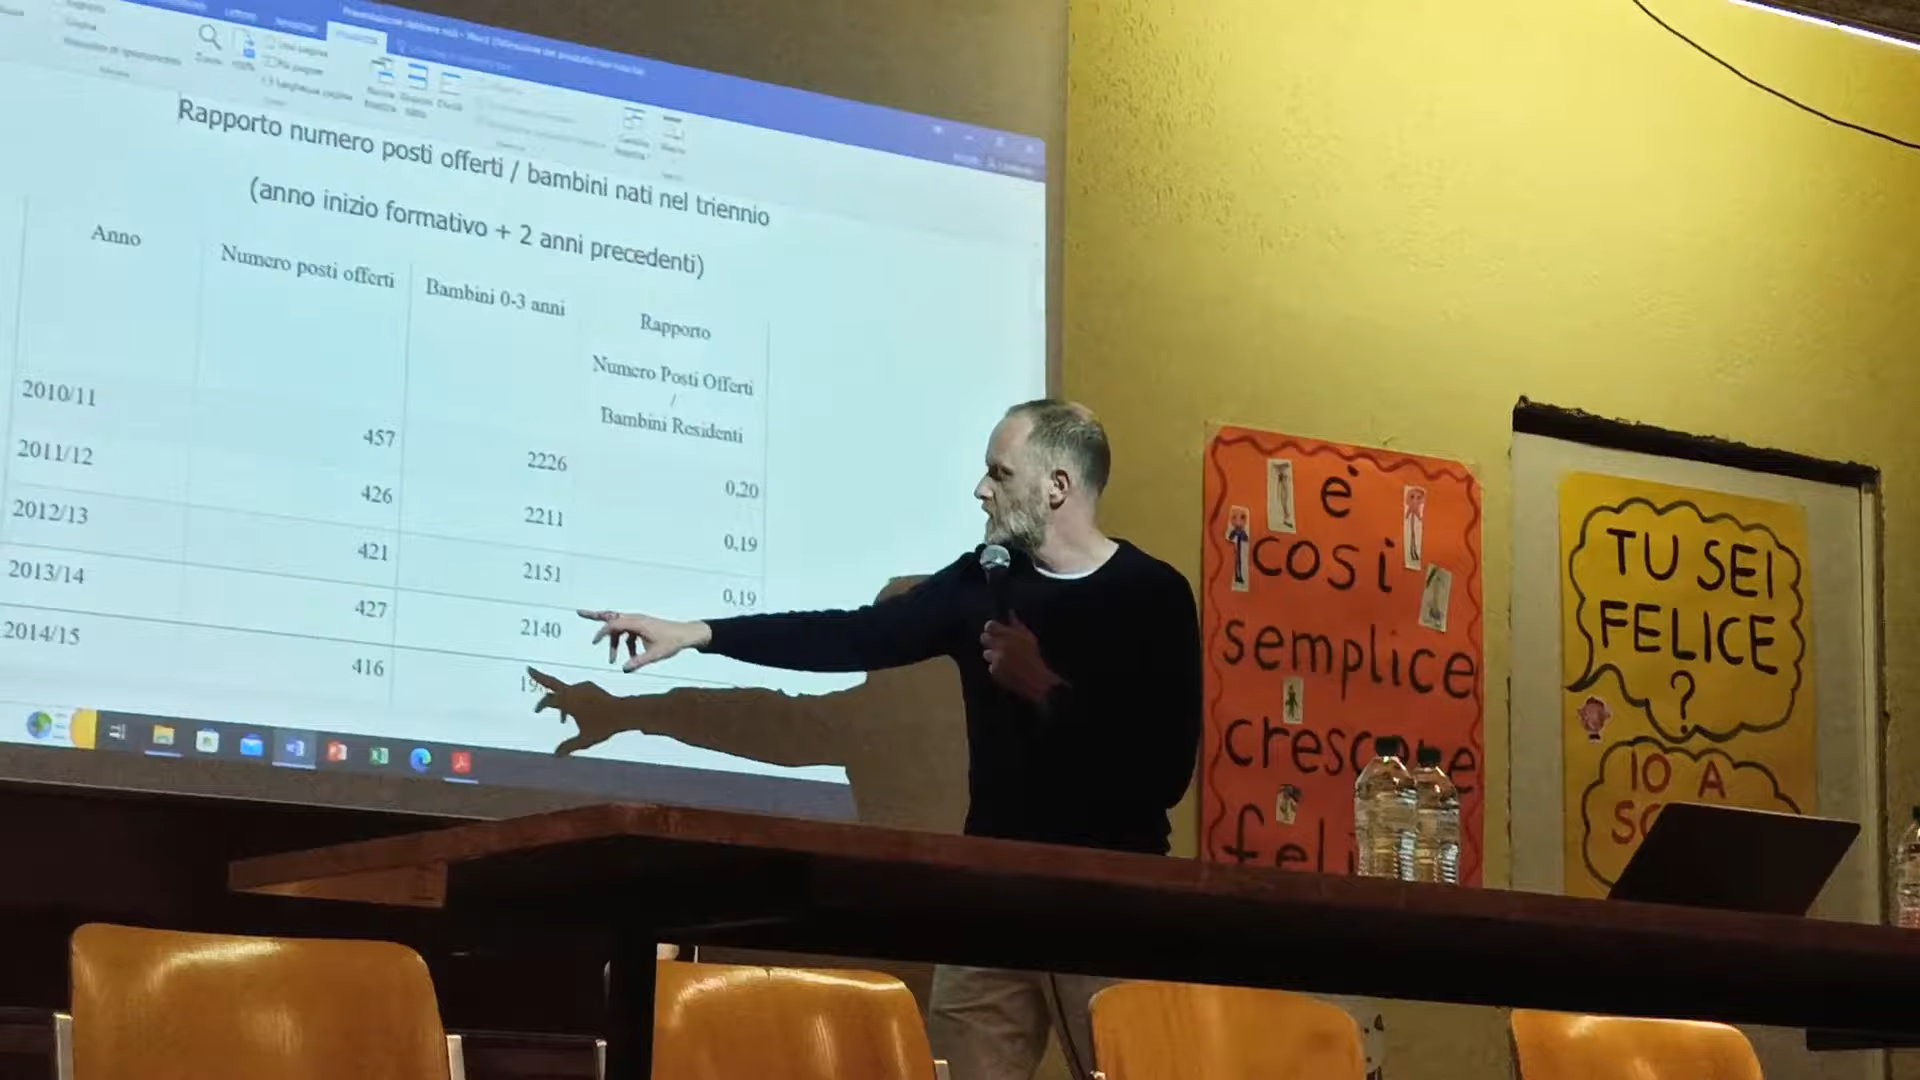 Rapporto numero posti offerti / bambini nati nel triennio
(anno inizio formativo + 2 anni precedenti)
Anno
Numero posti offerti
Bambini 0-3 anni
Rapporto
Numero Posti Offerti
/
Bambini Residenti
2010/11 457 2226 0,20
2011/12 426 2211 0,19
2012/13 421 2151 0,19
2013/14 427 2140
2014/15 416
è
così
semplice
crescere
TU SEI
FELICE
?
IO A